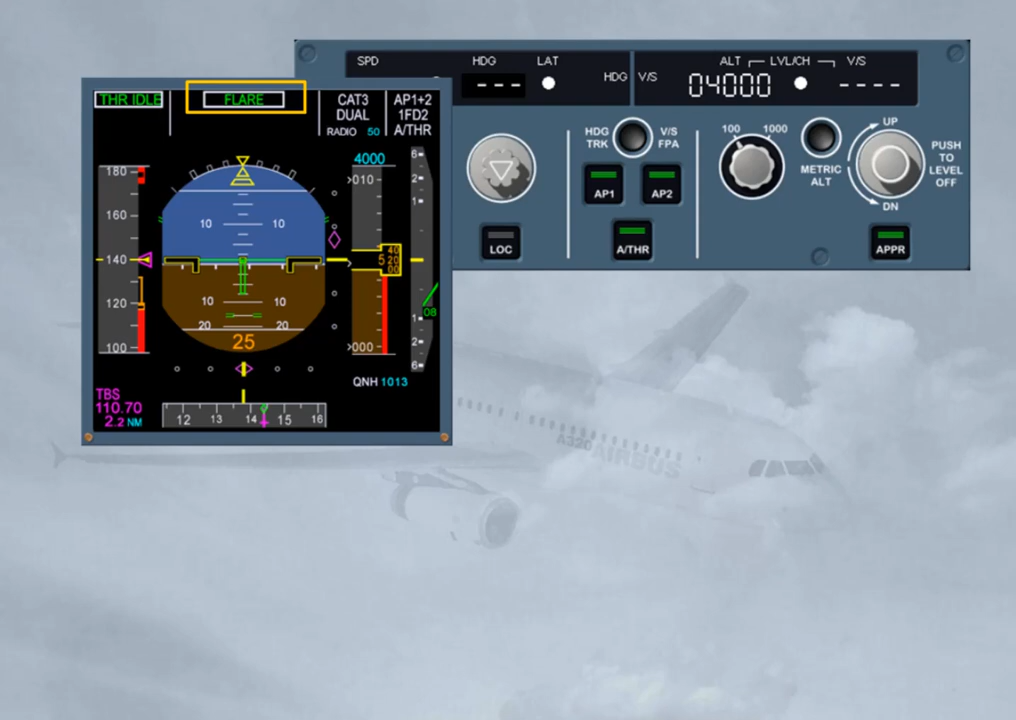 SPD HDG LAT HDG V/S ALT LVL/CH V/S
--- 04000 ----
THR IDLE FLARE CAT3 AP1+2
DUAL 1FD2
RADIO 50 A/THR
4000
180
160
140
120
100
010
000
10 10
10 10
20 20
25
5 40
20
00
6
2
1
1
2
6
08
QNH 1013
TBS
110.70
2.2 NM
12 13 14 15 16
HDG
TRK
V/S
FPA
AP1 AP2
LOC
A/THR
100 1000
METRIC
ALT
UP
DN
PUSH
TO
LEVEL
OFF
APPR
A320 AIRBUS